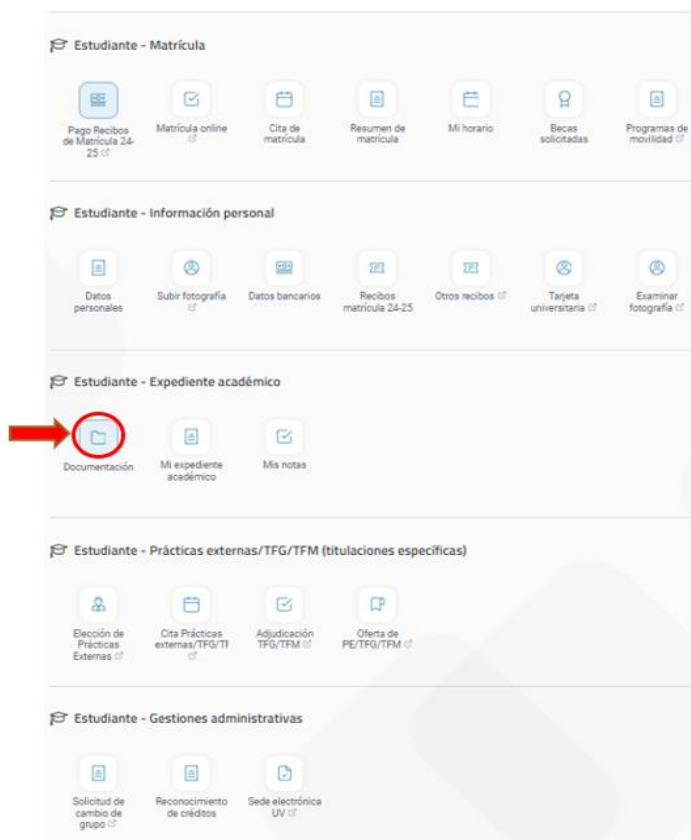 Estudiante - Matrícula
Pago Recibos
de Matrícula 24-
25
Matrícula online
Cita de
matrícula
Resumen de
matrícula
Mi horario
Becas
solicitadas
Programas de
movilidad
Estudiante - Información personal
Datos
personales
Subir fotografía
Datos bancarios
Recibos
matrícula 24-25
Otros recibos
Tarjeta
universitaria
Examinar
fotografía
Estudiante - Expediente académico
Documentación
Mi expediente
académico
Mis notas
Estudiante - Prácticas externas/TFG/TFM (titulaciones específicas)
Elección de
Prácticas
Externas
Cita Prácticas
externas/TFG/TF
Adjudicación
TFG/TFM
Oferta de
PE/TFG/TFM
Estudiante - Gestiones administrativas
Solicitud de
cambio de
grupo
Reconocimiento
de créditos
Sede electrónica
UV